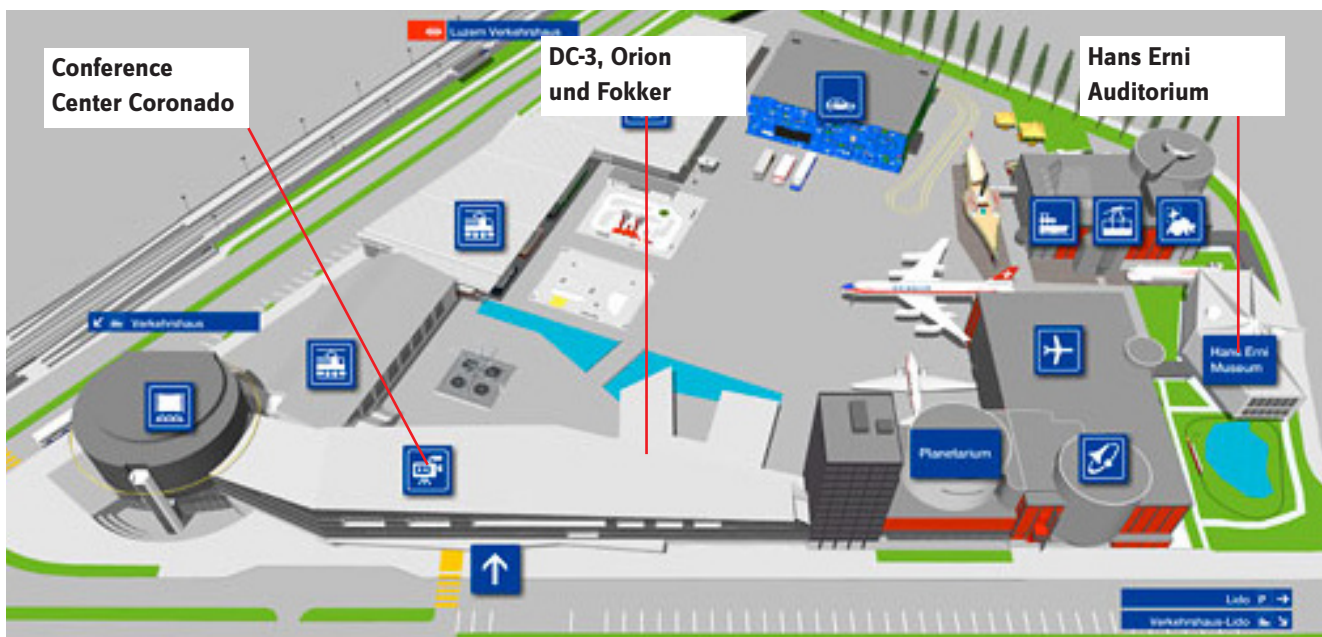 Luzern Verkehrshaus
Conference
Center Coronado
DC-3, Orion
und Fokker
Hans Erni
Auditorium
Verkehrshaus
Hans Erni
Museum
Planetarium
Lido P
Verkehrshaus-Lido